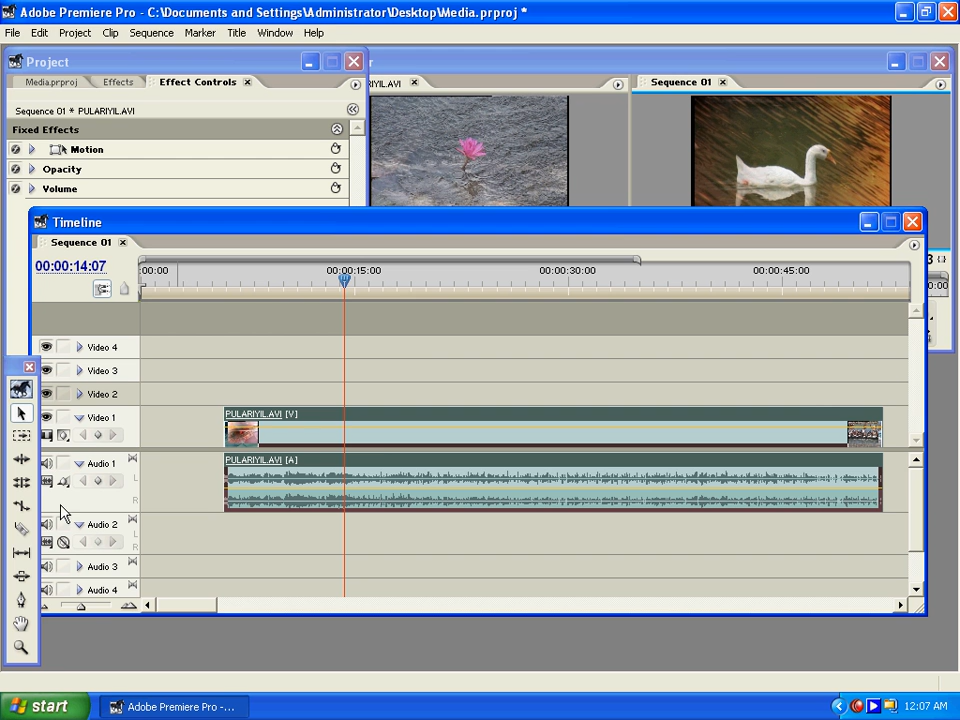 Adobe Premiere Pro - C:\Documents and Settings\Administrator\Desktop\Media.prproj *
File Edit Project Clip Sequence Marker Title Window Help
Project
Media.prproj Effects Effect Controls
RIYIL.AVI
Sequence 01
Sequence 01 * PULARIYIL.AVI
Fixed Effects
Motion
Opacity
Volume
Timeline
Sequence 01
00:00:14:07
:00:00 00:00:15:00 00:00:30:00 00:00:45:00
0:00
Video 4
Video 3
Video 2
Video 1
PULARIYIL.AVI [V]
Audio 1
PULARIYIL.AVI [A]
L
R
Audio 2
L
R
Audio 3
Audio 4
start
Adobe Premiere Pro -...
12:07 AM